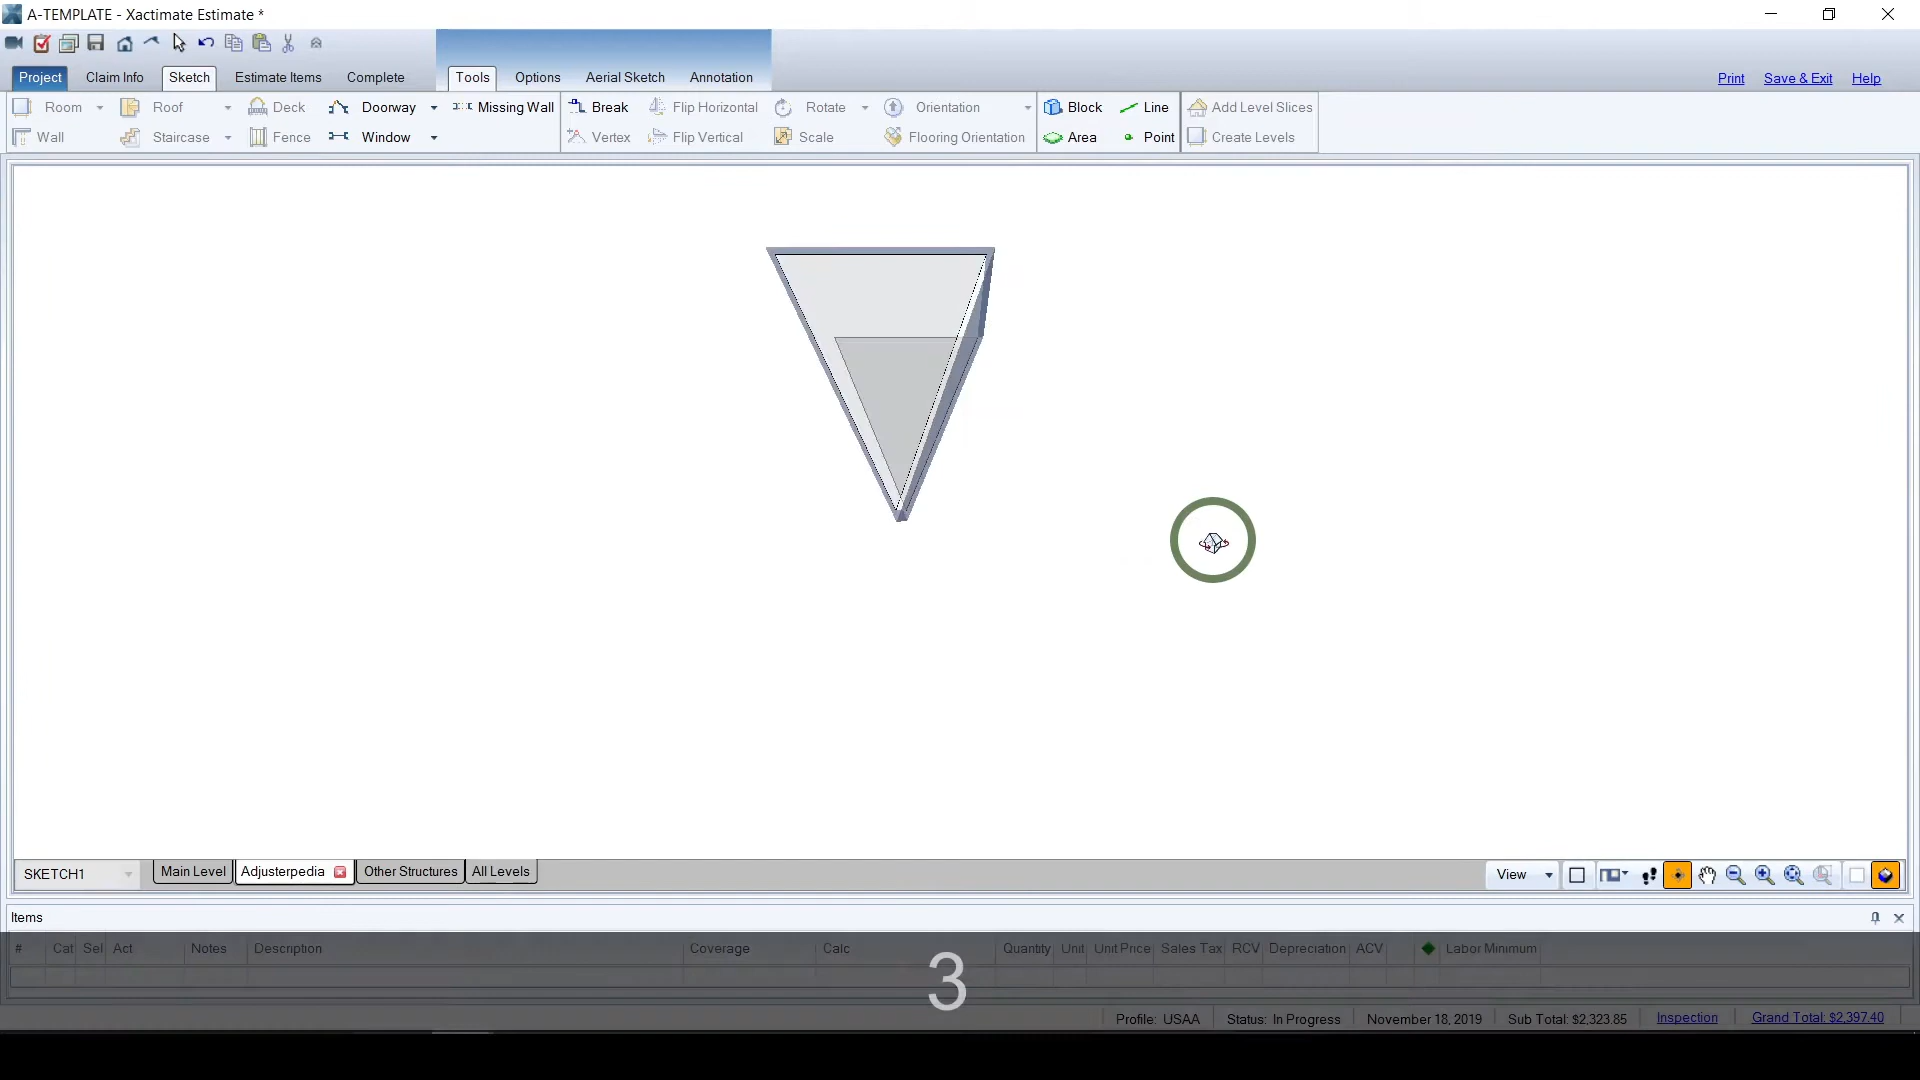 A-TEMPLATE - Xactimate Estimate *
Project Claim Info Sketch Estimate Items Complete Tools Options Aerial Sketch Annotation Print Save & Exit Help
Room Roof Deck Doorway Missing Wall Break Flip Horizontal Rotate Orientation Block Line Add Level Slices
Wall Staircase Fence Window Vertex Flip Vertical Scale Flooring Orientation Area Point Create Levels
SKETCH1 Main Level Adjusterpedia Other Structures All Levels View
Items
# Cat Sel Act Notes Description Coverage Calc Quantity Unit Unit Price Sales Tax RCV Depreciation ACV Labor Minimum
3
Profile: USAA Status: In Progress November 18, 2019 Sub Total: $2,323.85 Inspection Grand Total: $2,397.40